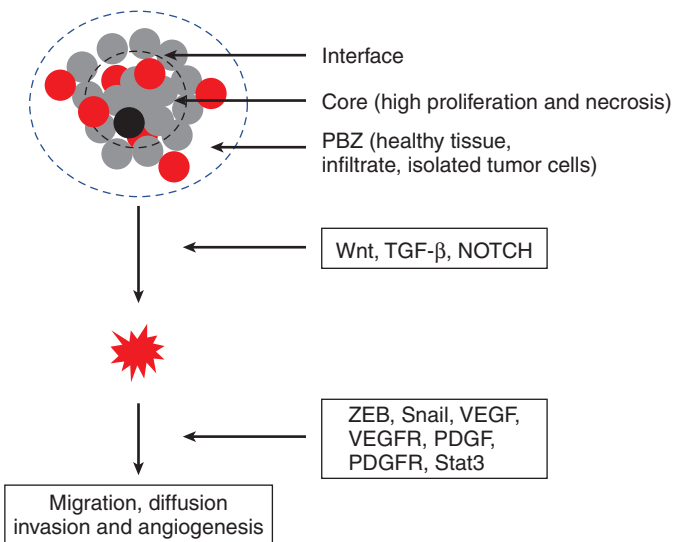 Interface
Core (high proliferation and necrosis)
PBZ (healthy tissue,
infiltrate, isolated tumor cells)
Wnt, TGF-β, NOTCH
ZEB, Snail, VEGF,
VEGFR, PDGF,
PDGFR, Stat3
Migration, diffusion
invasion and angiogenesis